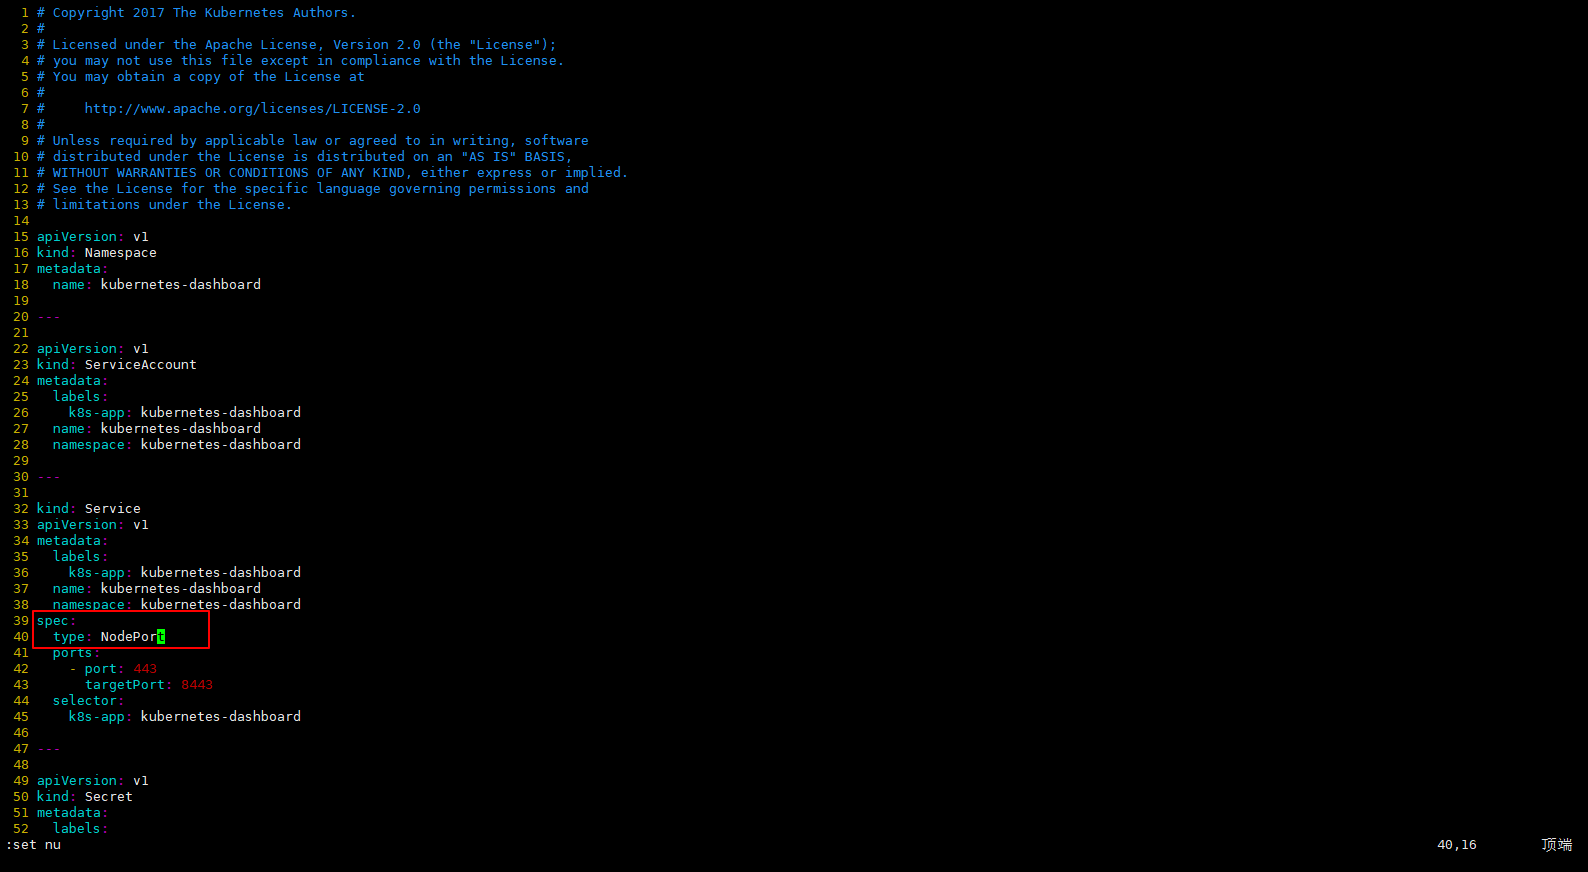 1 # Copyright 2017 The Kubernetes Authors.
2 #
3 # Licensed under the Apache License, Version 2.0 (the "License");
4 # you may not use this file except in compliance with the License.
5 # You may obtain a copy of the License at
6 #
7 #     http://www.apache.org/licenses/LICENSE-2.0
8 #
9 # Unless required by applicable law or agreed to in writing, software
10 # distributed under the License is distributed on an "AS IS" BASIS,
11 # WITHOUT WARRANTIES OR CONDITIONS OF ANY KIND, either express or implied.
12 # See the License for the specific language governing permissions and
13 # limitations under the License.
14
15 apiVersion: v1
16 kind: Namespace
17 metadata:
18   name: kubernetes-dashboard
19
20 ---
21
22 apiVersion: v1
23 kind: ServiceAccount
24 metadata:
25   labels:
26     k8s-app: kubernetes-dashboard
27   name: kubernetes-dashboard
28   namespace: kubernetes-dashboard
29
30 ---
31
32 kind: Service
33 apiVersion: v1
34 metadata:
35   labels:
36     k8s-app: kubernetes-dashboard
37   name: kubernetes-dashboard
38   namespace: kubernetes-dashboard
39 spec:
40   type: NodePort
41   ports:
42     - port: 443
43       targetPort: 8443
44   selector:
45     k8s-app: kubernetes-dashboard
46
47 ---
48
49 apiVersion: v1
50 kind: Secret
51 metadata:
52   labels:
:set nu 40,16 顶端